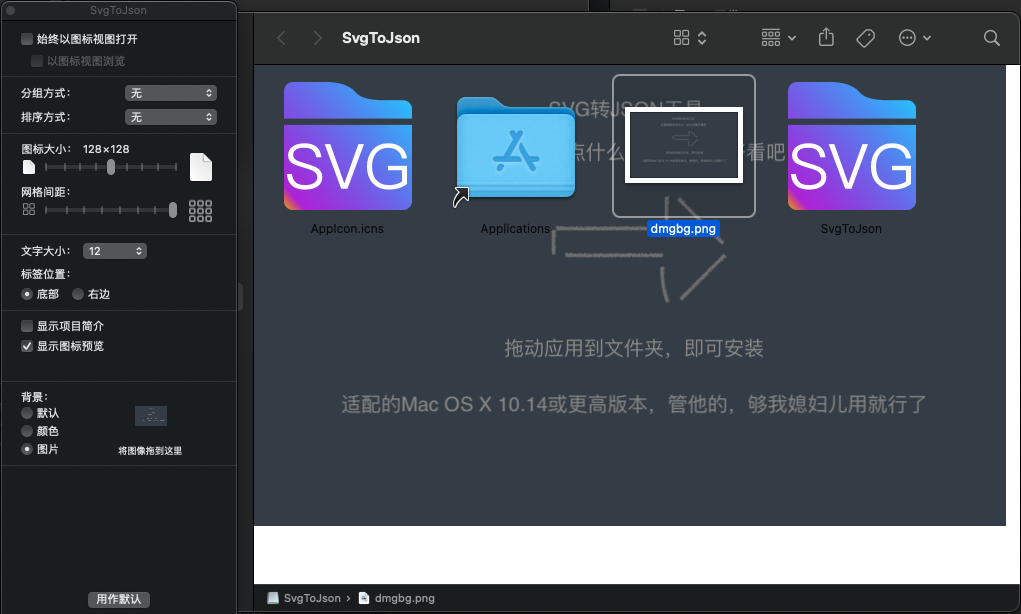 SvgToJson
始终以图标视图打开
以图标视图浏览
分组方式：
无
排序方式：
无
图标大小：
128×128
网格间距：
文字大小：
12
标签位置：
底部
右边
显示项目简介
显示图标预览
背景：
默认
颜色
图片
将图像拖到这里
用作默认
SvgToJson
SVG转JSON工具
点什么
看吧
SVG
SVG
AppIcon.icns
Applications
dmgbg.png
SvgToJson
拖动应用到文件夹，即可安装
适配的Mac OS X 10.14或更高版本，管他的，够我媳妇儿用就行了
SvgToJson › dmgbg.png